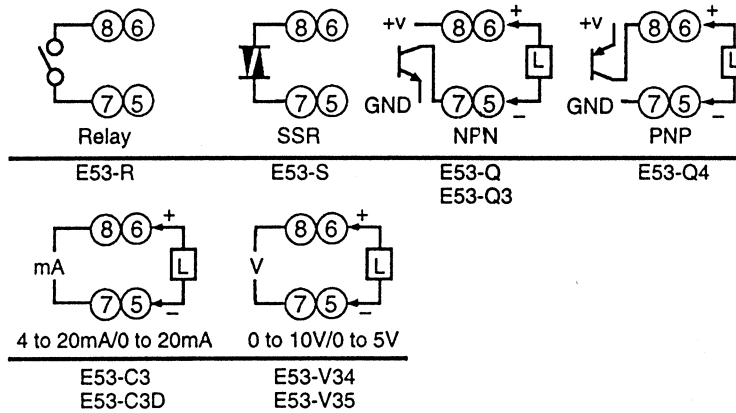 8 6 8 6 +v 8 6 + L +v 8 6 + L
7 5 7 5 GND 7 5 − GND 7 5 −
Relay SSR NPN PNP
E53-R E53-S E53-Q E53-Q4
E53-Q3
8 6 + 8 6 +
mA L V L
7 5 − 7 5 −
4 to 20mA/0 to 20mA 0 to 10V/0 to 5V
E53-C3 E53-V34
E53-C3D E53-V35